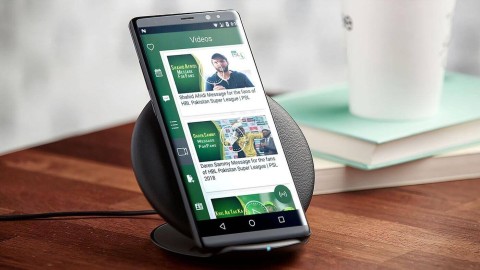 Videos
SHAHID AFRIDI
MESSAGE
FOR FANS
Shahid Afridi Message for the fans of
HBL Pakistan Super League | PSL
DAREN SAMMY
MESSAGE
FOR FANS
Daren Sammy Message for the fans
of HBL Pakistan Super League | PSL
2018